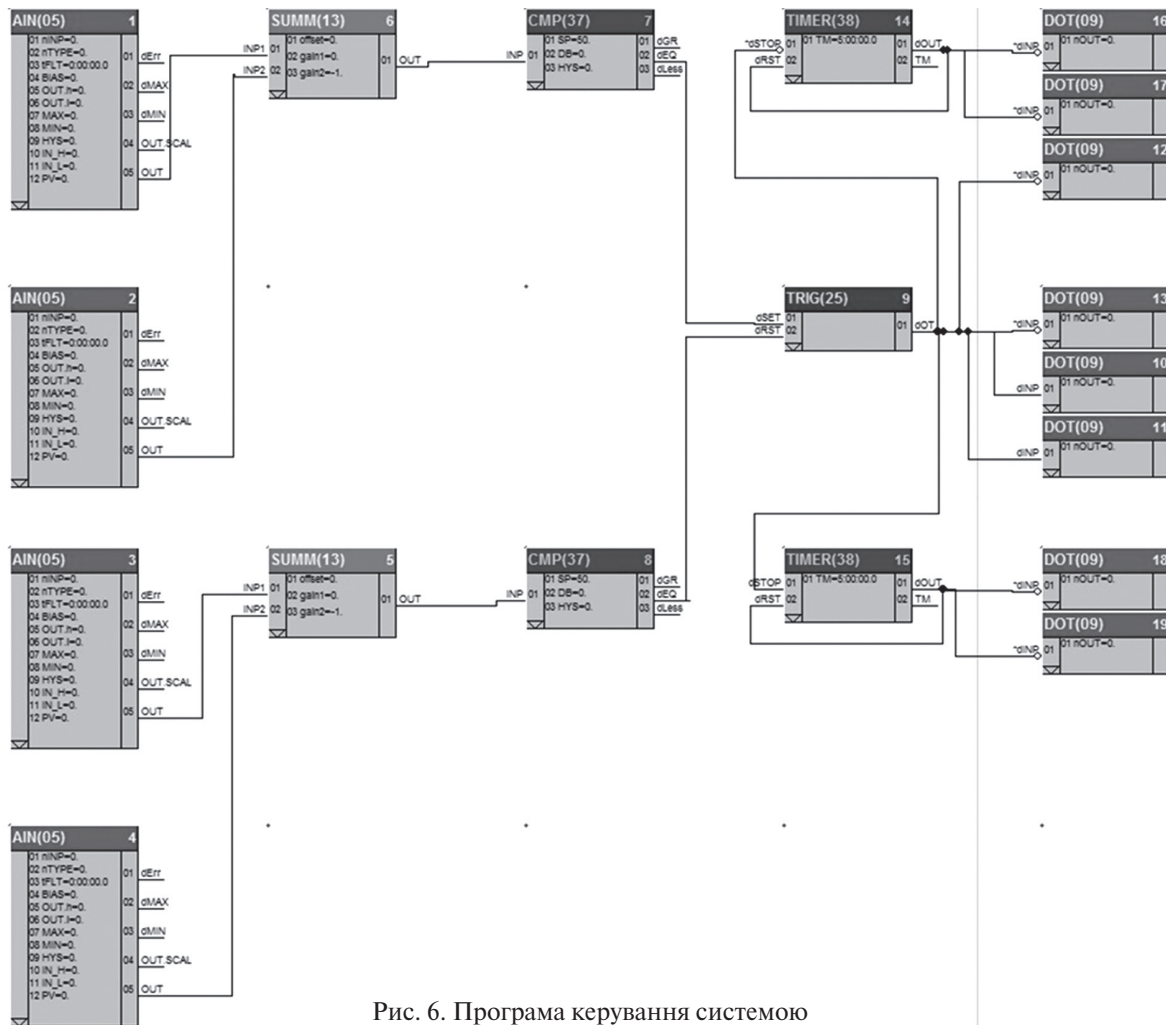 AIN(05) 1
01 nINP=0.
02 nTYPE=0.
03 tFLT=0:00:00.0
04 BIAS=0.
05 OUT.h=0.
06 OUT.l=0.
07 MAX=0.
08 MIN=0.
09 HYS=0.
10 IN_H=0.
11 IN_L=0.
12 PV=0.
01 dErr
02 dMAX
03 dMIN
04 OUT.SCAL
05 OUT
SUMM(13) 6
INP1 01
INP2 02
01 offset=0.
02 gain1=0.
03 gain2=-1.
01 OUT
CMP(37) 7
INP 01
01 SP=50.
02 DB=0.
03 HYS=0.
01 dGR
02 dEQ
03 dLess
TIMER(38) 14
*dSTOP 01
dRST 02
01 TM=5:00:00.0
01 dOUT
02 TM
DOT(09) 16
*dINP 01
01 nOUT=0.
DOT(09) 17
*dINP 01
01 nOUT=0.
DOT(09) 12
*dINP 01
01 nOUT=0.
AIN(05) 2
01 nINP=0.
02 nTYPE=0.
03 tFLT=0:00:00.0
04 BIAS=0.
05 OUT.h=0.
06 OUT.l=0.
07 MAX=0.
08 MIN=0.
09 HYS=0.
10 IN_H=0.
11 IN_L=0.
12 PV=0.
01 dErr
02 dMAX
03 dMIN
04 OUT.SCAL
05 OUT
TRIG(25) 9
dSET 01
dRST 02
01 dOT
DOT(09) 13
*dINP 01
01 nOUT=0.
DOT(09) 10
dINP 01
01 nOUT=0.
DOT(09) 11
dINP 01
01 nOUT=0.
AIN(05) 3
01 nINP=0.
02 nTYPE=0.
03 tFLT=0:00:00.0
04 BIAS=0.
05 OUT.h=0.
06 OUT.l=0.
07 MAX=0.
08 MIN=0.
09 HYS=0.
10 IN_H=0.
11 IN_L=0.
12 PV=0.
01 dErr
02 dMAX
03 dMIN
04 OUT.SCAL
05 OUT
SUMM(13) 5
INP1 01
INP2 02
01 offset=0.
02 gain1=0.
03 gain2=-1.
01 OUT
CMP(37) 8
INP 01
01 SP=50.
02 DB=0.
03 HYS=0.
01 dGR
02 dEQ
03 dLess
TIMER(38) 15
dSTOP 01
dRST 02
01 TM=5:00:00.0
01 dOUT
02 TM
DOT(09) 18
*dINP 01
01 nOUT=0.
DOT(09) 19
*dINP 01
01 nOUT=0.
AIN(05) 4
01 nINP=0.
02 nTYPE=0.
03 tFLT=0:00:00.0
04 BIAS=0.
05 OUT.h=0.
06 OUT.l=0.
07 MAX=0.
08 MIN=0.
09 HYS=0.
10 IN_H=0.
11 IN_L=0.
12 PV=0.
01 dErr
02 dMAX
03 dMIN
04 OUT.SCAL
05 OUT
Рис. 6. Програма керування системою